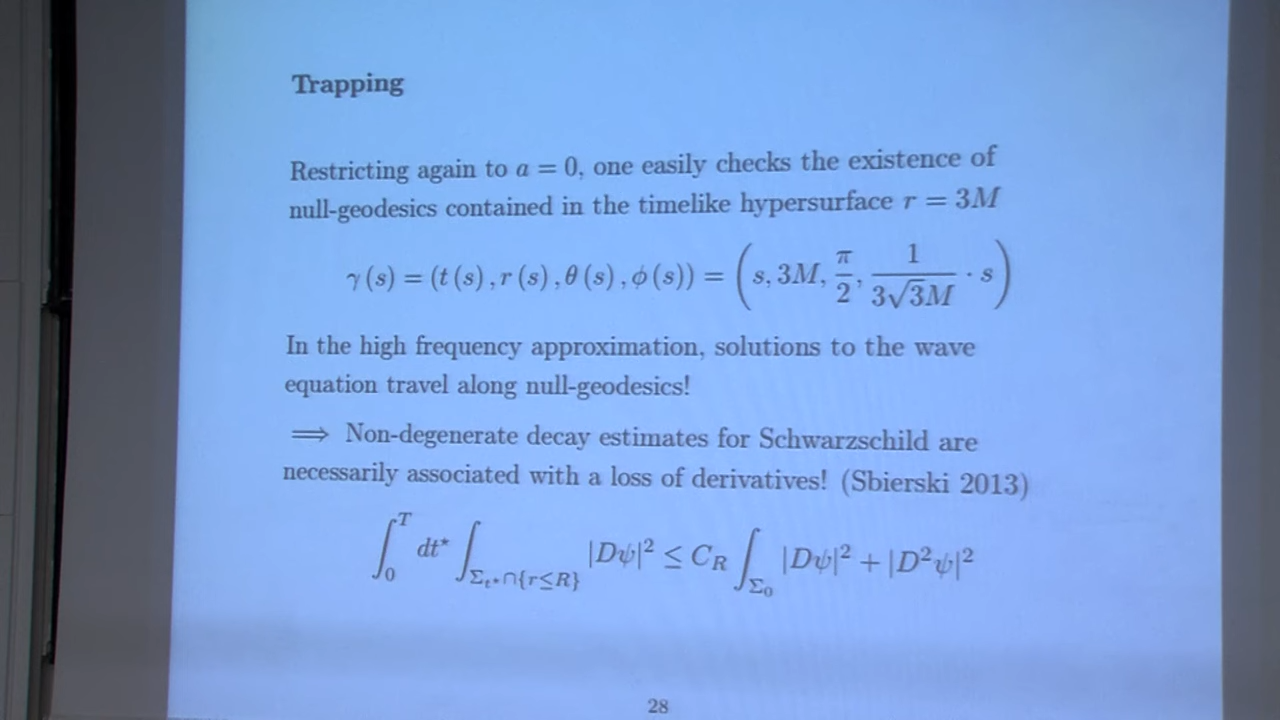 Trapping
Restricting again to a = 0, one easily checks the existence of
null-geodesics contained in the timelike hypersurface r = 3M
γ(s) = (t(s), r(s), θ(s), ϕ(s)) = (s, 3M, π/2, 1/(3√3M) · s)
In the high frequency approximation, solutions to the wave
equation travel along null-geodesics!
⟹ Non-degenerate decay estimates for Schwarzschild are
necessarily associated with a loss of derivatives! (Sbierski 2013)
∫_0^T dt* ∫_{Σ_{t*}∩{r≤R}} |Dψ|² ≤ C_R ∫_{Σ_0} |Dψ|² + |D²ψ|²
28